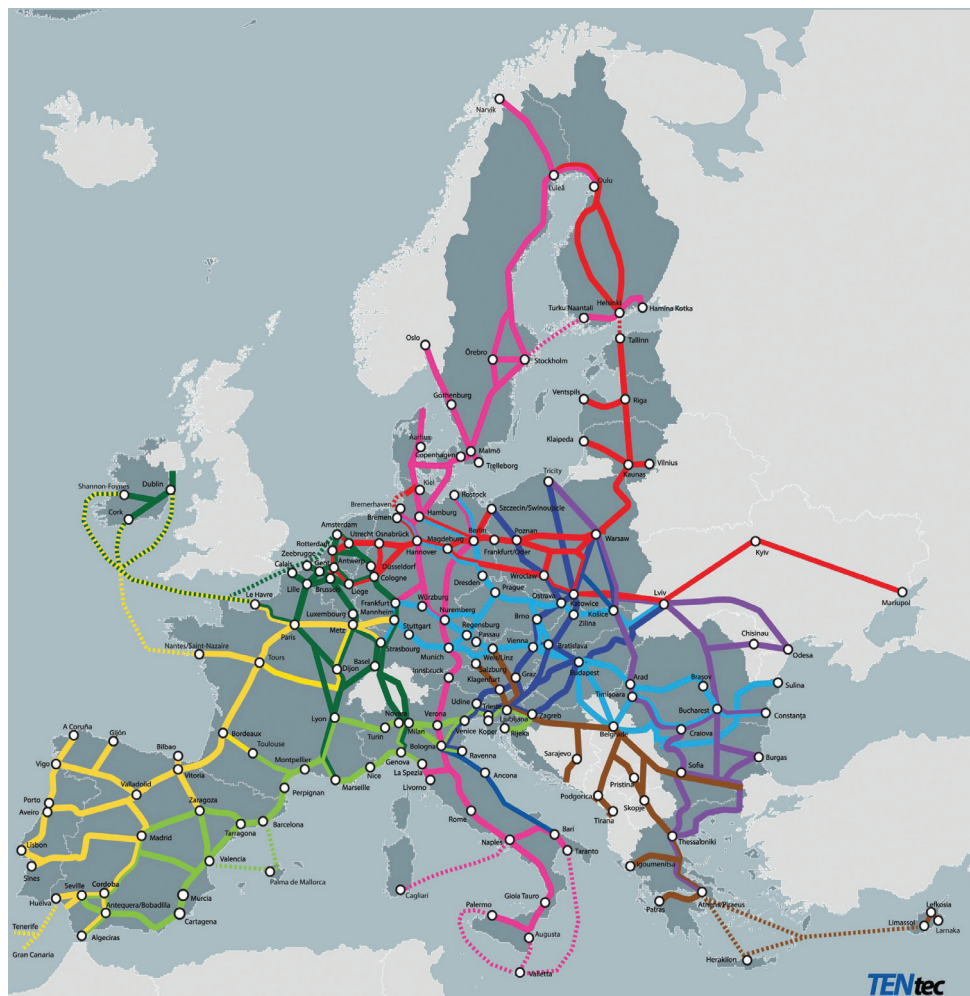 Narvik
Luleå
Oulu
Helsinki
Hamina Kotka
Turku Naantali
Tallinn
Oslo
Örebro
Stockholm
Gothenburg
Ventspils
Riga
Klaipeda
Aarhus
Copenhagen
Malmö
Trelleborg
Kaunas
Vilnius
Tricity
Shannon-Foynes
Dublin
Cork
Kiel
Rostock
Bremerhaven
Bremen
Hamburg
Szczecin/Swinoujscie
Amsterdam
Utrecht
Osnabrück
Magdeburg
Berlin
Poznan
Warsaw
Kyiv
Rotterdam
Hannover
Frankfurt/Oder
Zeebrugge
Gent
Antwerp
Düsseldorf
Calais
Cologne
Dresden
Wroclaw
Lille
Brussels
Liège
Prague
Ostrava
Katowice
Lviv
Mariupol
Le Havre
Luxembourg
Frankfurt
Mannheim
Würzburg
Nuremberg
Brno
Zilina
Košice
Paris
Metz
Stuttgart
Regensburg
Passau
Vienna
Chisinau
Odesa
Nantes/Saint-Nazaire
Strasbourg
Munich
Wels/Linz
Bratislava
Tours
Dijon
Basel
Innsbruck
Salzburg
Graz
Budapest
Klagenfurt
Arad
Timișoara
Brașov
Sulina
Lyon
Novara
Milan
Verona
Udine
Trieste
Ljubljana
Zagreb
Bucharest
Constanța
A Coruña
Gijón
Bilbao
Bordeaux
Toulouse
Turin
Bologna
Venice
Koper
Rijeka
Belgrade
Craiova
Vigo
Vitoria
Montpellier
Genova
Ravenna
Sarajevo
Sofia
Burgas
Valladolid
Perpignan
Marseille
Nice
La Spezia
Livorno
Ancona
Pristina
Porto
Aveiro
Zaragoza
Podgorica
Skopje
Tirana
Madrid
Tarragona
Barcelona
Rome
Naples
Bari
Taranto
Thessaloniki
Lisbon
Sines
Valencia
Palma de Mallorca
Igoumenitsa
Seville
Cordoba
Murcia
Cagliari
Gioia Tauro
Patras
Athens/Piraeus
Huelva
Antequera/Bobadilla
Cartagena
Palermo
Lefkosia
Limassol
Larnaka
Tenerife
Algeciras
Augusta
Gran Canaria
Valletta
Heraklion
TENtec